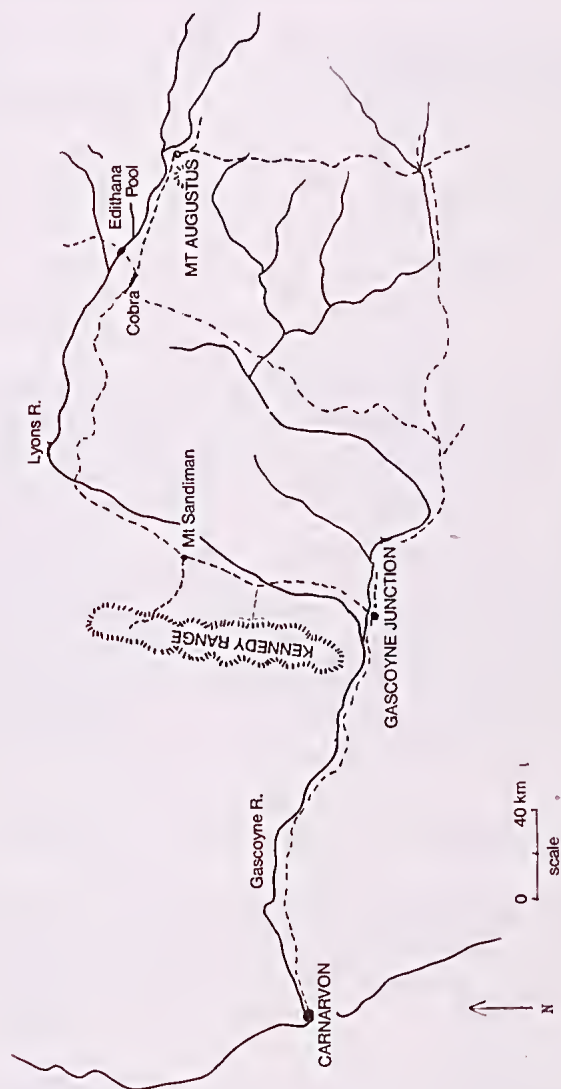 Lyons R.
Edithana
Pool
Cobra
MT AUGUSTUS
Mt Sandiman
KENNEDY RANGE
GASCOYNE JUNCTION
Gascoyne R.
CARNARVON
0 40 km
scale
N